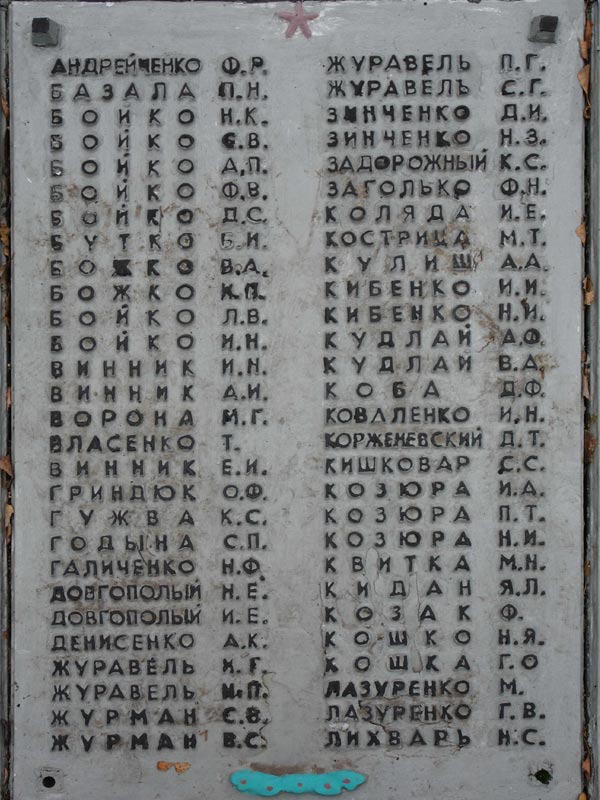 АНДРЕЙЧЕНКО Ф.Р.
БАЗАЛА П.Н.
БОЙКО Н.К.
БОЙКО С.В.
БОЙКО А.П.
БОЙКО Ф.В.
БОЙКО Д.С.
БУТКО Б.И.
БОЖКО В.А.
БОЖКО И.П.
БОЙКО Л.В.
БОЙКО И.Н.
ВИННИК И.Н.
ВИННИК А.И.
ВОРОНА М.Г.
ВЛАСЕНКО Т.
ВИННИК Е.И.
ГРИНДЮК О.Ф.
ГУЖВА К.С.
ГОДЫНА С.П.
ГАЛИЧЕНКО Н.Ф.
ДОВГОПОЛЫЙ Н.Е.
ДОВГОПОЛЫЙ И.Е.
ДЕНИСЕНКО А.К.
ЖУРАВЕЛЬ И.Г.
ЖУРАВЕЛЬ И.П.
ЖУРМАН С.В.
ЖУРМАН В.С.
ЖУРАВЕЛЬ П.Г.
ЖУРАВЕЛЬ С.Г.
ЗИНЧЕНКО Д.И.
ЗИНЧЕНКО Н.З.
ЗАДОРОЖНЫЙ К.С.
ЗАГОЛЬКО Ф.Н.
КОЛЯДА И.Е.
КОСТРИЦА М.Т.
КУЛИШ А.А.
КИБЕНКО И.И.
КИБЕНКО Н.И.
КУДЛАЙ А.Ф.
КУДЛАЙ В.А.
КОБА Д.Ф.
КОВАЛЕНКО И.Н.
КОРЖЕНЕВСКИЙ Д.Т.
КИШКОВАР С.С.
КОЗЮРА И.А.
КОЗЮРА П.Т.
КОЗЮРА Н.И.
КВИТКА М.Н.
КИДАН Я.Л.
КОЗАК Ф.
КОШКО Н.Я.
КОШКА Г.О
ЛАЗУРЕНКО М.
ЛАЗУРЕНКО Г.В.
ЛИХВАРЬ Н.С.